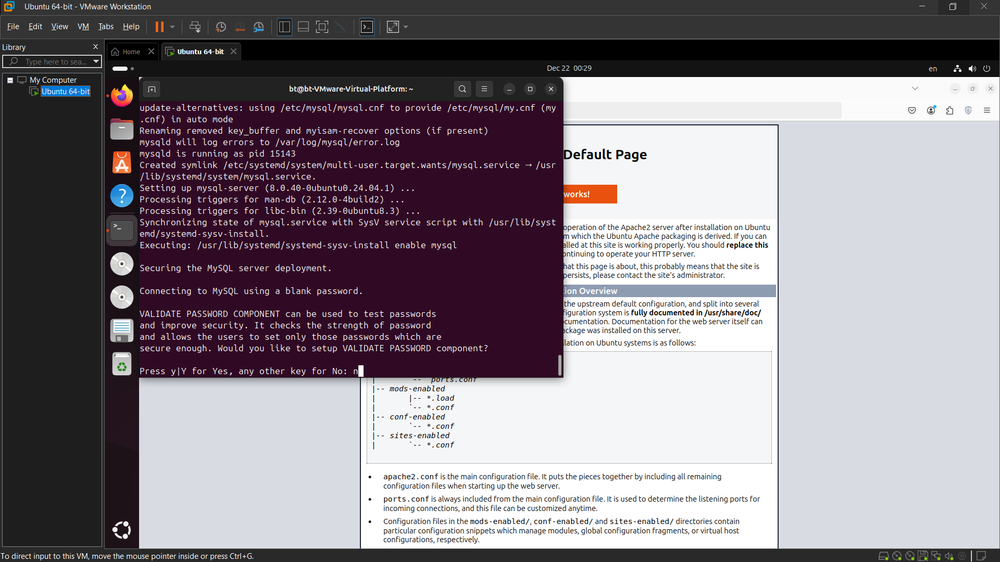 Ubuntu 64-bit - VMware Workstation
File Edit View VM Tabs Help
Library
Type here to sea...
My Computer
Ubuntu 64-bit
Home
Ubuntu 64-bit
Dec 22 00:29
en
bt@bt-VMware-Virtual-Platform: ~
update-alternatives: using /etc/mysql/mysql.cnf to provide /etc/mysql/my.cnf (my
.cnf) in auto mode
Renaming removed key_buffer and myisam-recover options (if present)
mysqld will log errors to /var/log/mysql/error.log
mysqld is running as pid 15143
Created symlink /etc/systemd/system/multi-user.target.wants/mysql.service → /usr
/lib/systemd/system/mysql.service.
Setting up mysql-server (8.0.40-0ubuntu0.24.04.1) ...
Processing triggers for man-db (2.12.0-4build2) ...
Processing triggers for libc-bin (2.39-0ubuntu8.3) ...
Synchronizing state of mysql.service with SysV service script with /usr/lib/syst
emd/systemd-sysv-install.
Executing: /usr/lib/systemd/systemd-sysv-install enable mysql
Securing the MySQL server deployment.
Connecting to MySQL using a blank password.
VALIDATE PASSWORD COMPONENT can be used to test passwords
and improve security. It checks the strength of password
and allows the users to set only those passwords which are
secure enough. Would you like to setup VALIDATE PASSWORD component?
Press y|Y for Yes, any other key for No: n
Default Page
works!
operation of the Apache2 server after installation on Ubuntu
m which the Ubuntu Apache packaging is derived. If you can
alled at this site is working properly. You should replace this
ontinuing to operate your HTTP server.
hat this page is about, this probably means that the site is
persists, please contact the site's administrator.
tion Overview
the upstream default configuration, and split into several
figuration system is fully documented in /usr/share/doc/
cumentation. Documentation for the web server itself can
ackage was installed on this server.
llation on Ubuntu systems is as follows:
|       `-- ports.conf
|-- mods-enabled
|       |-- *.load
|       `-- *.conf
|-- conf-enabled
|       `-- *.conf
|-- sites-enabled
|       `-- *.conf
• apache2.conf is the main configuration file. It puts the pieces together by including all remaining
configuration files when starting up the web server.
• ports.conf is always included from the main configuration file. It is used to determine the listening ports for
incoming connections, and this file can be customized anytime.
• Configuration files in the mods-enabled/, conf-enabled/ and sites-enabled/ directories contain
particular configuration snippets which manage modules, global configuration fragments, or virtual host
configurations, respectively.
To direct input to this VM, move the mouse pointer inside or press Ctrl+G.